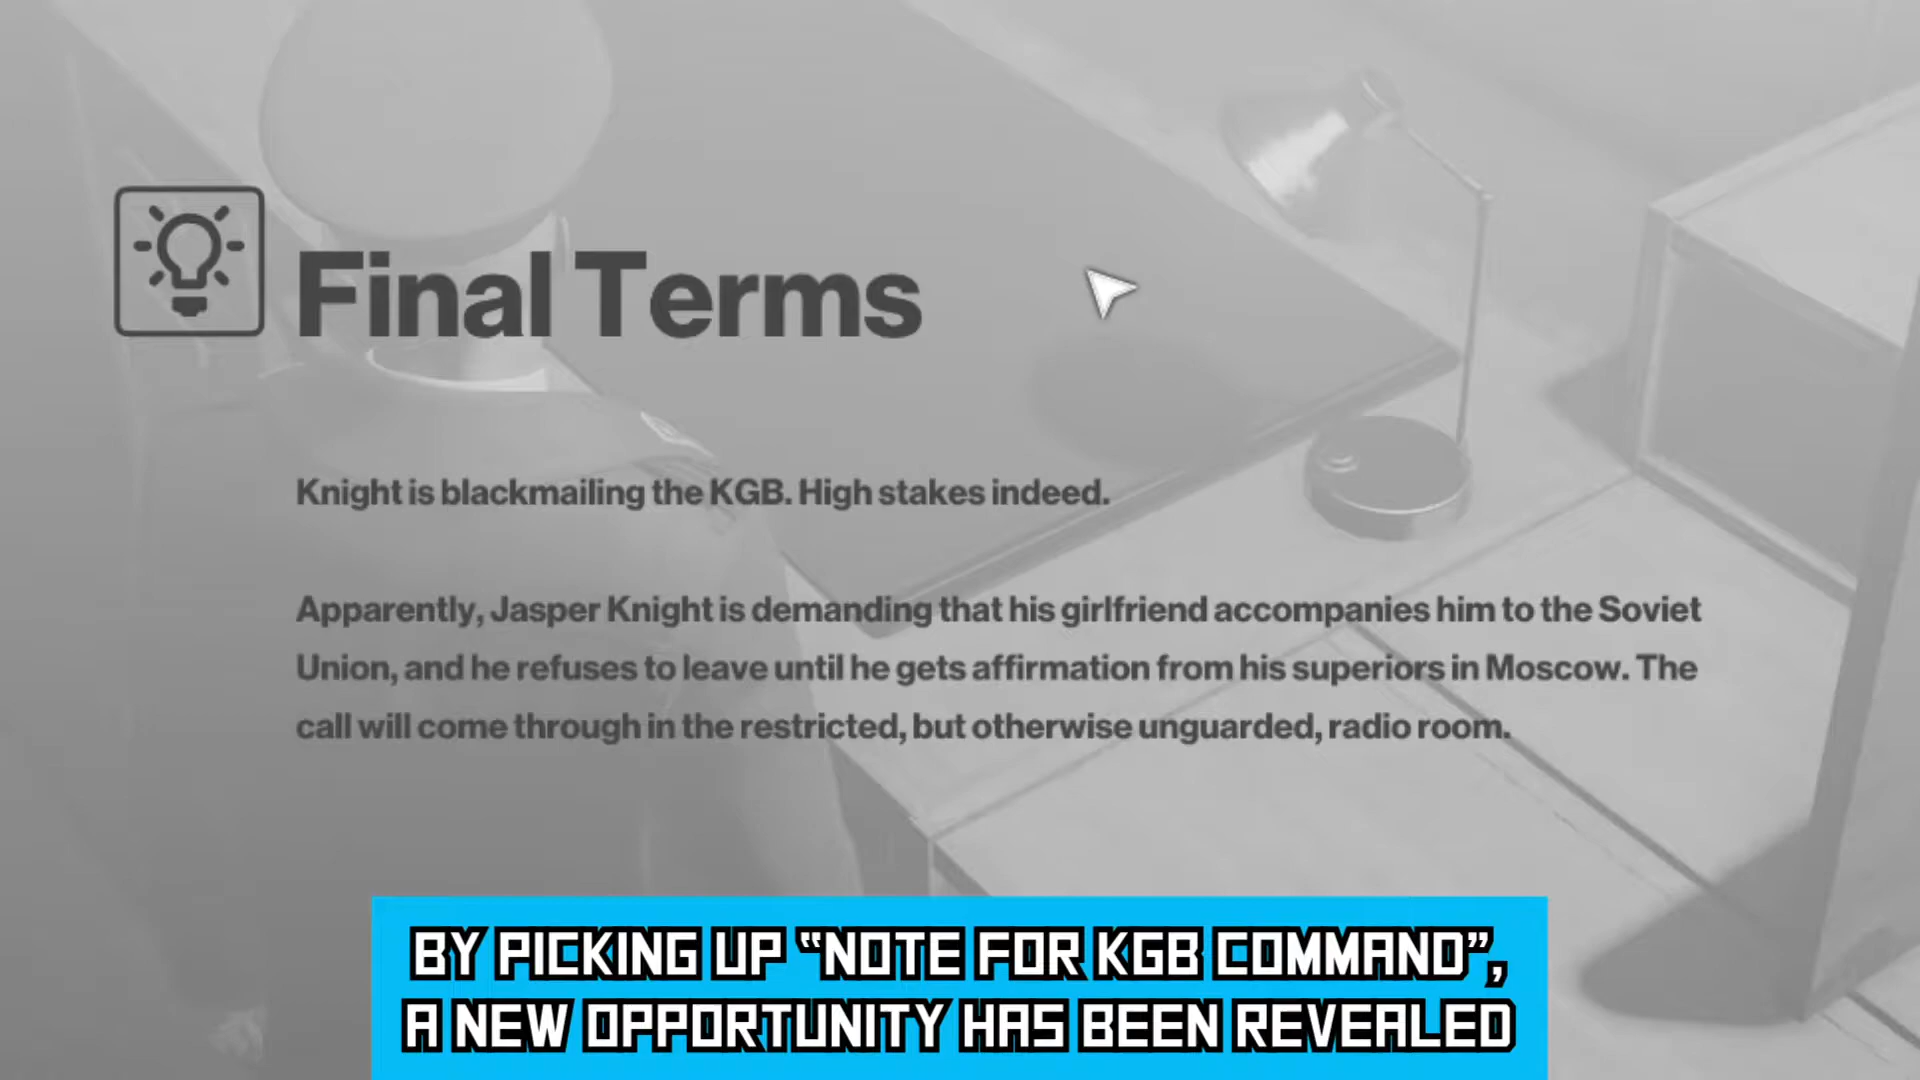 Final Terms
Knight is blackmailing the KGB. High stakes indeed.
Apparently, Jasper Knight is demanding that his girlfriend accompanies him to the Soviet
Union, and he refuses to leave until he gets affirmation from his superiors in Moscow. The
call will come through in the restricted, but otherwise unguarded, radio room.
BY PICKING UP “NOTE FOR KGB COMMAND”,
A NEW OPPORTUNITY HAS BEEN REVEALED